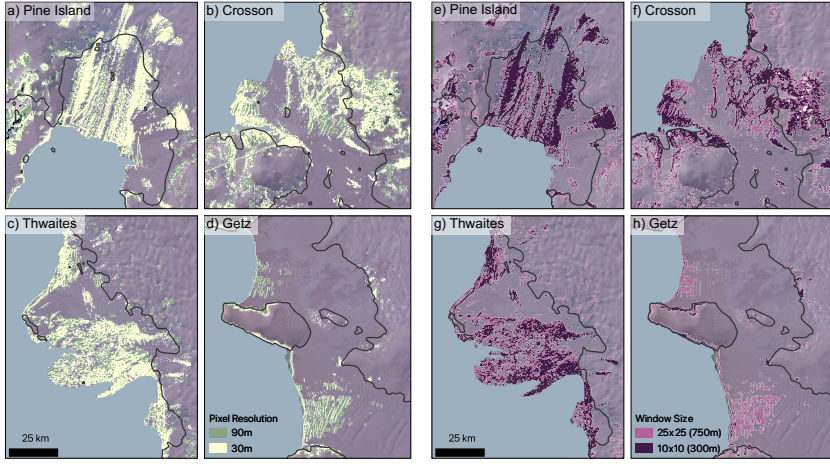 a) Pine Island
b) Crosson
c) Thwaites
d) Getz
Pixel Resolution
90m
30m
25 km
e) Pine Island
f) Crosson
g) Thwaites
h) Getz
Window Size
25x25 (750m)
10x10 (300m)
25 km